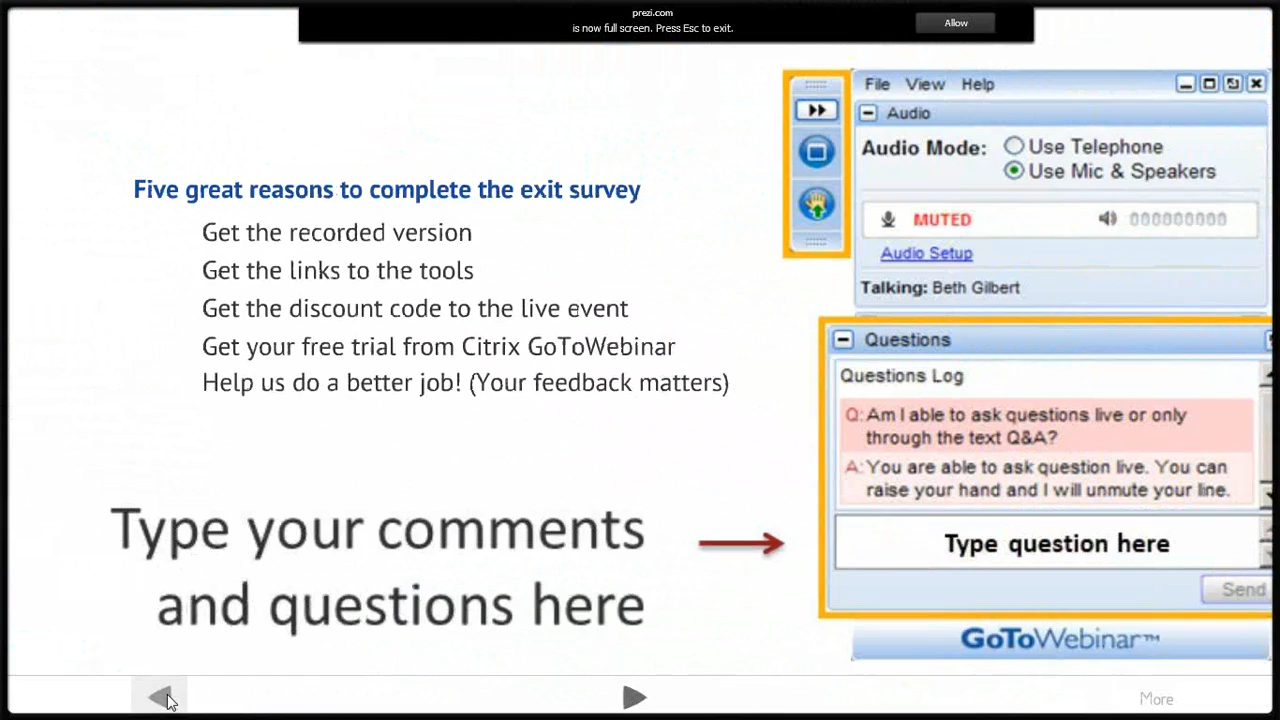 prezi.com
is now full screen. Press Esc to exit.
Allow
File View Help
Audio
Audio Mode: Use Telephone
Use Mic & Speakers
MUTED 000000000
Audio Setup
Talking: Beth Gilbert
Five great reasons to complete the exit survey
Get the recorded version
Get the links to the tools
Get the discount code to the live event
Get your free trial from Citrix GoToWebinar
Help us do a better job! (Your feedback matters)
Questions
Questions Log
Q: Am I able to ask questions live or only
through the text Q&A?
A: You are able to ask question live. You can
raise your hand and I will unmute your line.
Type your comments
and questions here
Type question here
Send
GoToWebinar™
More